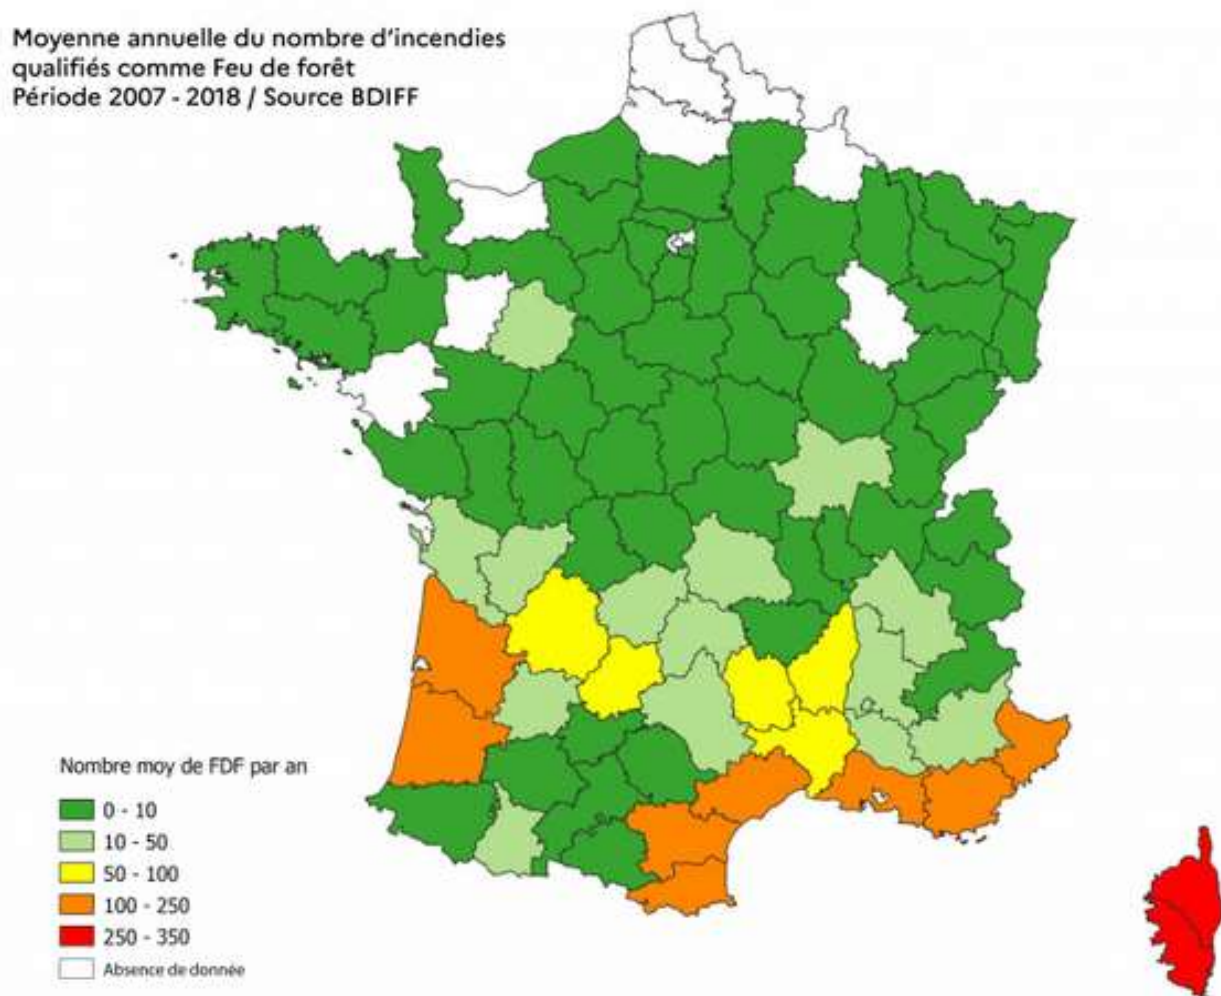 Moyenne annuelle du nombre d'incendies
qualifiés comme Feu de forêt
Période 2007 - 2018 / Source BDIFF
Nombre moy de FDF par an
0 - 10
10 - 50
50 - 100
100 - 250
250 - 350
Absence de donnée